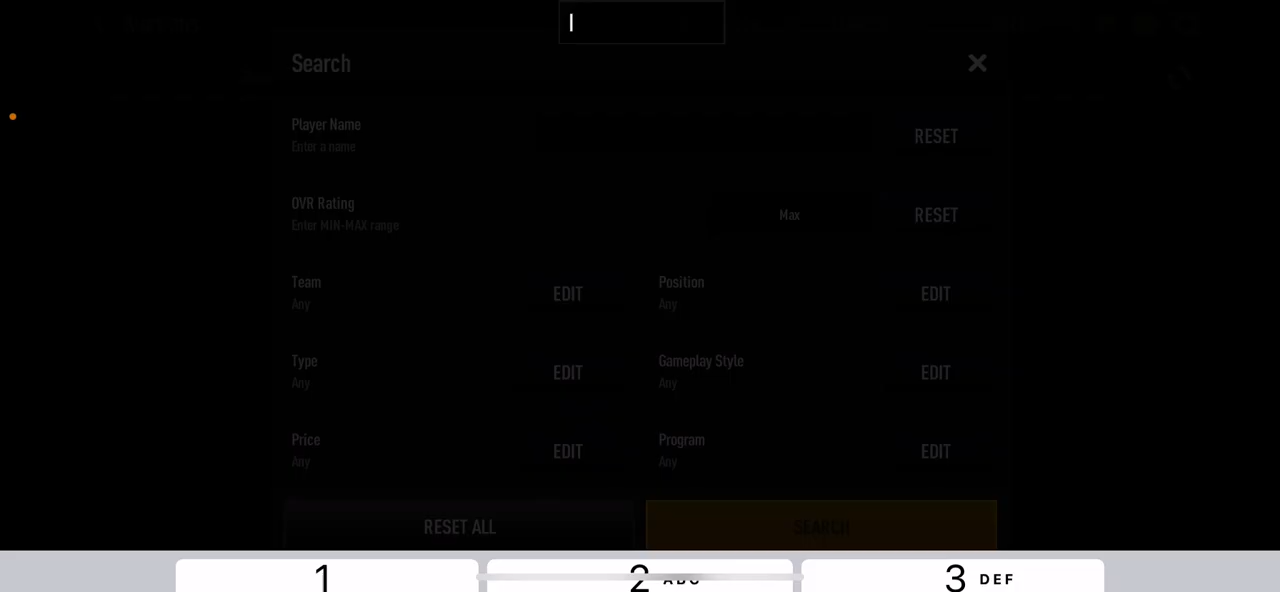 Search
Player Name
Enter a name
RESET
OVR Rating
Enter MIN-MAX range
Max
RESET
Team
Any
EDIT
Position
Any
EDIT
Type
Any
EDIT
Gameplay Style
Any
EDIT
Price
Any
EDIT
Program
Any
EDIT
RESET ALL
SEARCH
1
2 ABC
3 DEF